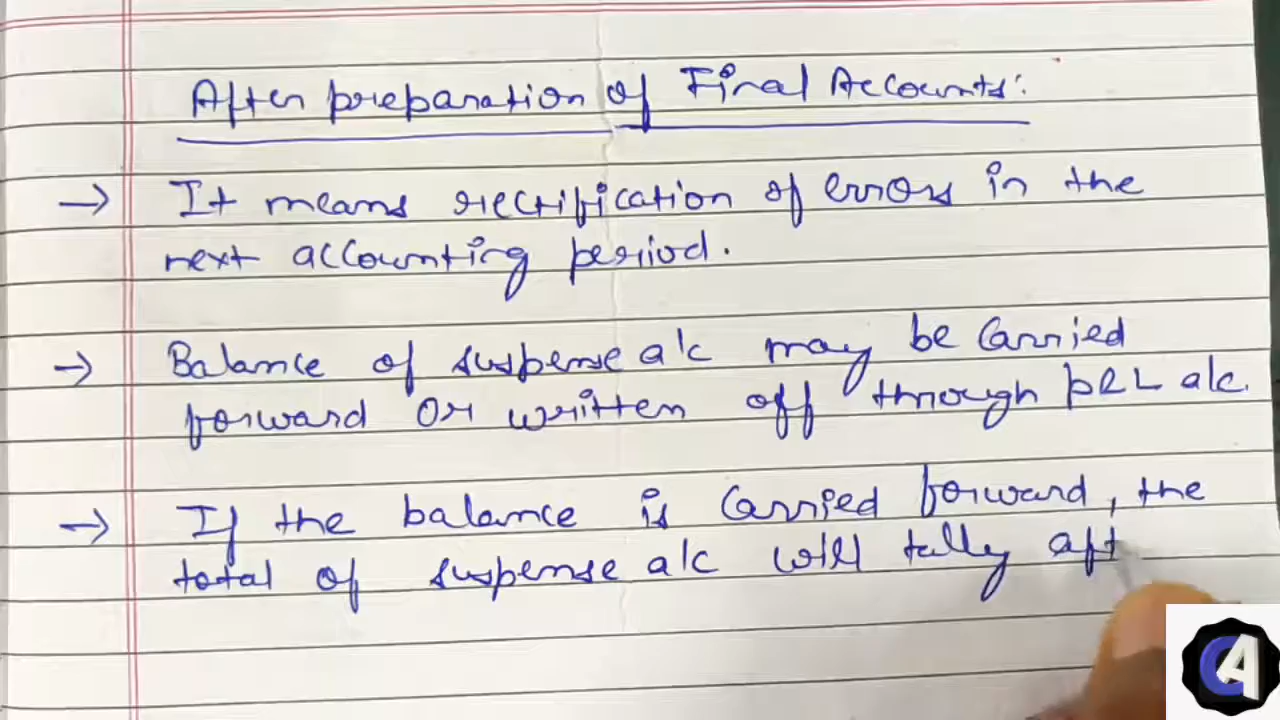 After preparation of Final Accounts:
→ It means rectification of errors in the
next accounting period.
→ Balance of suspense a/c may be carried
forward or written off through P&L a/c.
→ If the balance is carried forward, the
total of suspense a/c will tally aft
CA